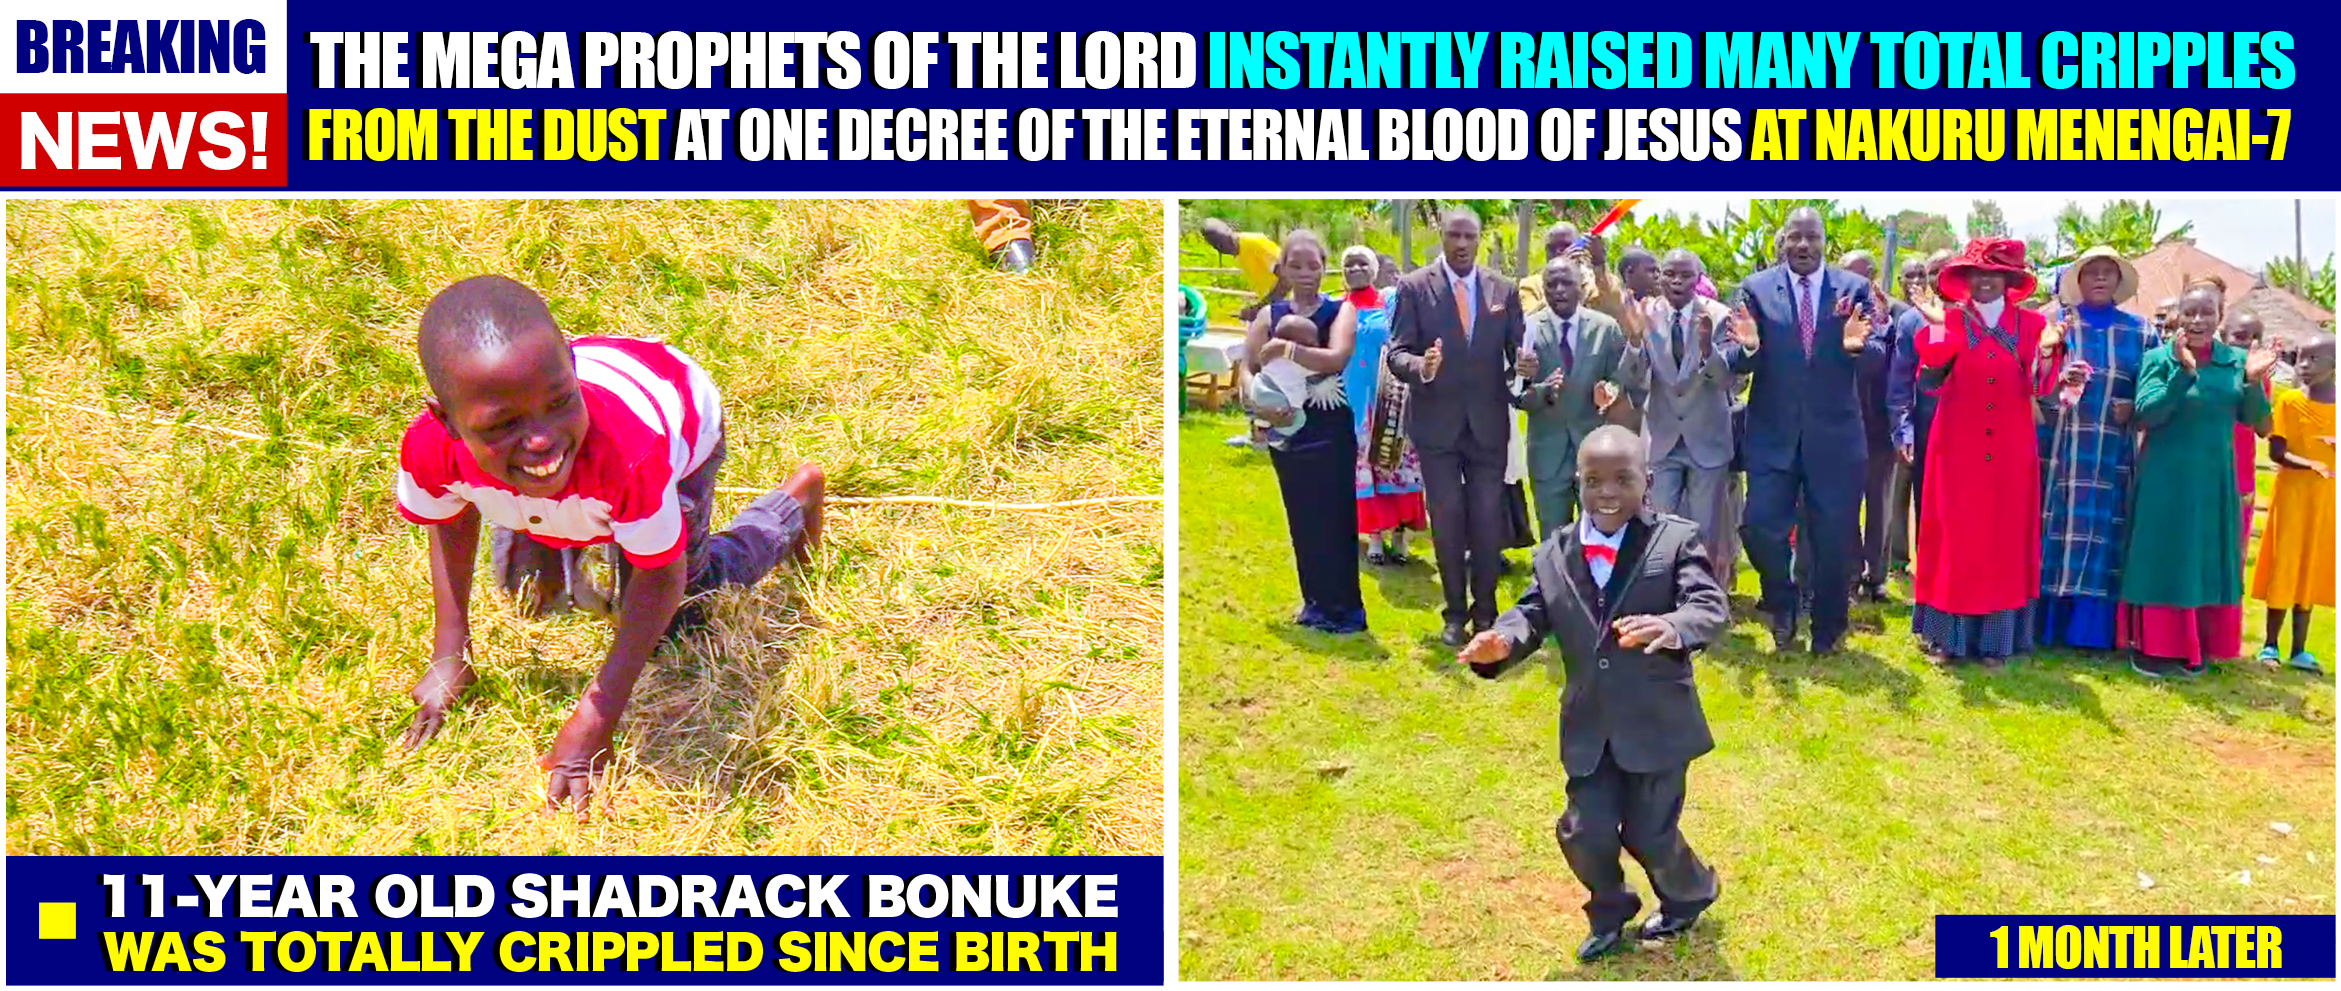 BREAKING
NEWS!
THE MEGA PROPHETS OF THE LORD INSTANTLY RAISED MANY TOTAL CRIPPLES
FROM THE DUST AT ONE DECREE OF THE ETERNAL BLOOD OF JESUS AT NAKURU MENENGAI-7
11-YEAR OLD SHADRACK BONUKE
WAS TOTALLY CRIPPLED SINCE BIRTH
1 MONTH LATER